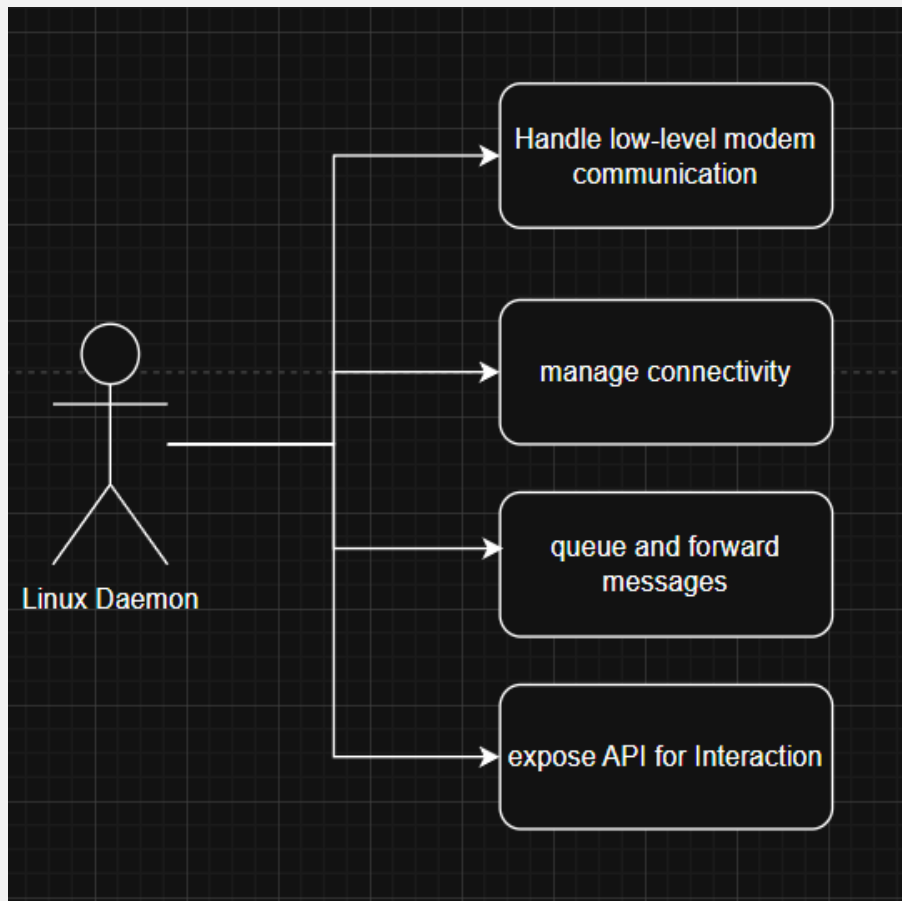 Handle low-level modem
communication
manage connectivity
queue and forward
messages
Linux Daemon
expose API for Interaction